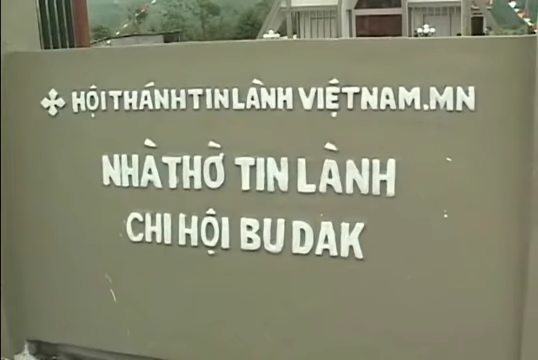 HỘI THÁNH TIN LÀNH VIỆT NAM.MN
NHÀ THỜ TIN LÀNH
CHI HỘI BU DAK